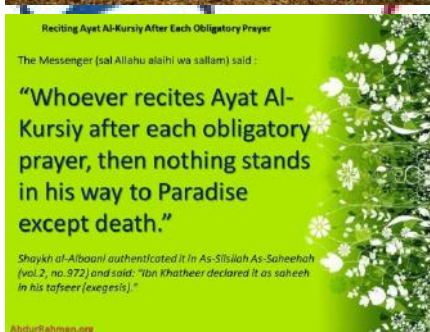 Reciting Ayat Al-Kursiy After Each Obligatory Prayer
The Messenger (sal Allahu alaihi wa sallam) said :
“Whoever recites Ayat Al-
Kursiy after each obligatory
prayer, then nothing stands
in his way to Paradise
except death.”
Shaykh al-Albaani authenticated it in As-Silsilah As-Saheehah
(vol.2, no.972) and said: “Ibn Khatheer declared it as saheeh
in his tafseer (exegesis).”
AbdurRahman.org